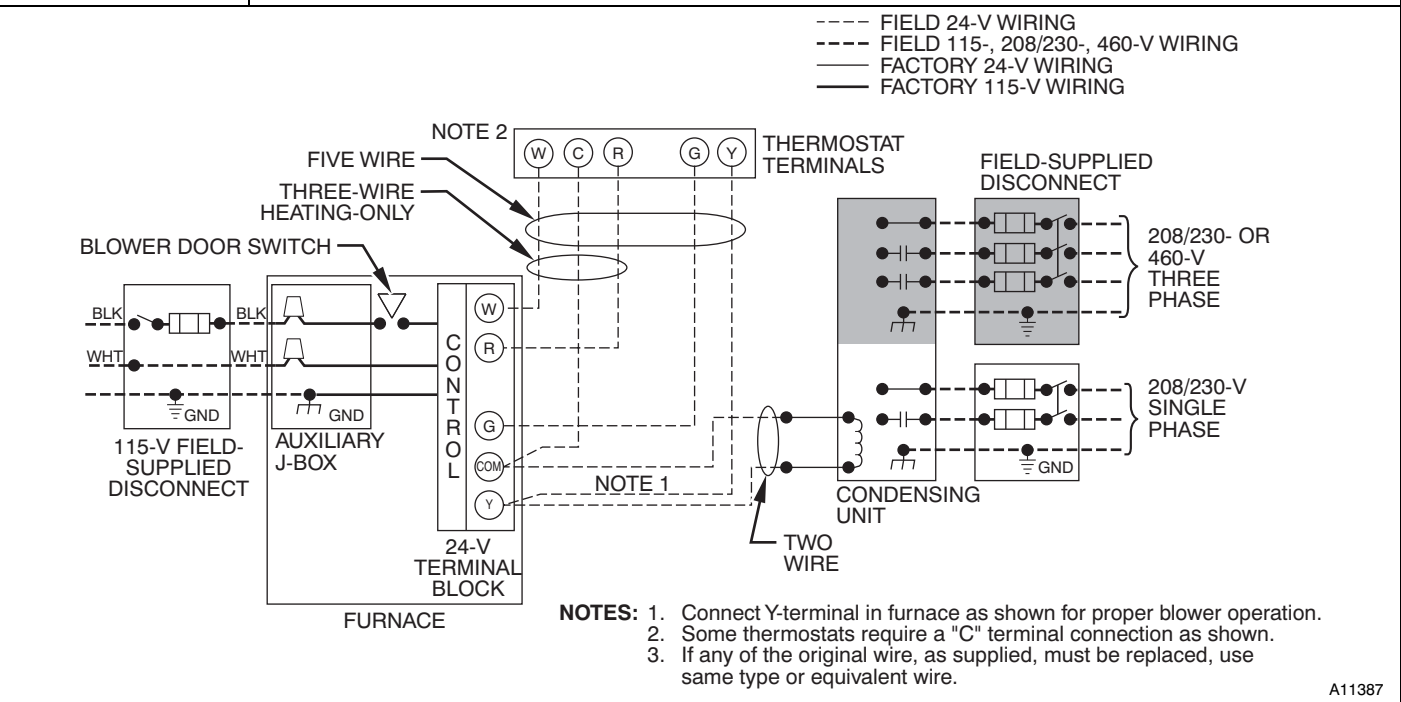 FIELD 24-V WIRING
FIELD 115-, 208/230-, 460-V WIRING
FACTORY 24-V WIRING
FACTORY 115-V WIRING
NOTE 2
W
C
R
G
Y
THERMOSTAT
TERMINALS
FIVE WIRE
THREE-WIRE
HEATING-ONLY
BLOWER DOOR SWITCH
FIELD-SUPPLIED
DISCONNECT
208/230- OR
460-V
THREE
PHASE
BLK
BLK
WHT
WHT
GND
GND
CONTROL
W
R
G
COM
Y
NOTE 1
115-V FIELD-
SUPPLIED
DISCONNECT
AUXILIARY
J-BOX
24-V
TERMINAL
BLOCK
FURNACE
TWO
WIRE
CONDENSING
UNIT
GND
208/230-V
SINGLE
PHASE
NOTES: 1. Connect Y-terminal in furnace as shown for proper blower operation.
2. Some thermostats require a "C" terminal connection as shown.
3. If any of the original wire, as supplied, must be replaced, use
same type or equivalent wire.
A11387